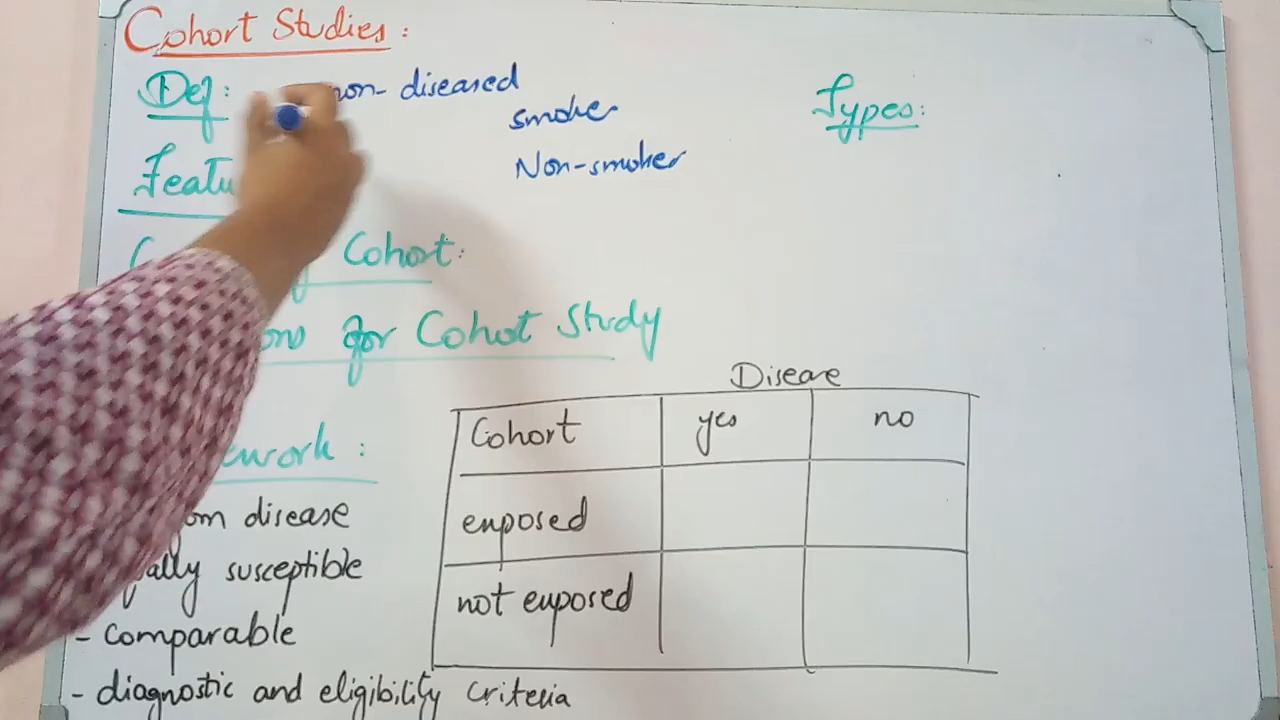 Cohort Studies:
Def: non-diseased
smoker
Non-smoker
Types:
Cohort:
for Cohot Study
Disease
Cohort yes no
exposed
not exposed
disease
susceptible
- comparable
- diagnostic and eligibility criteria